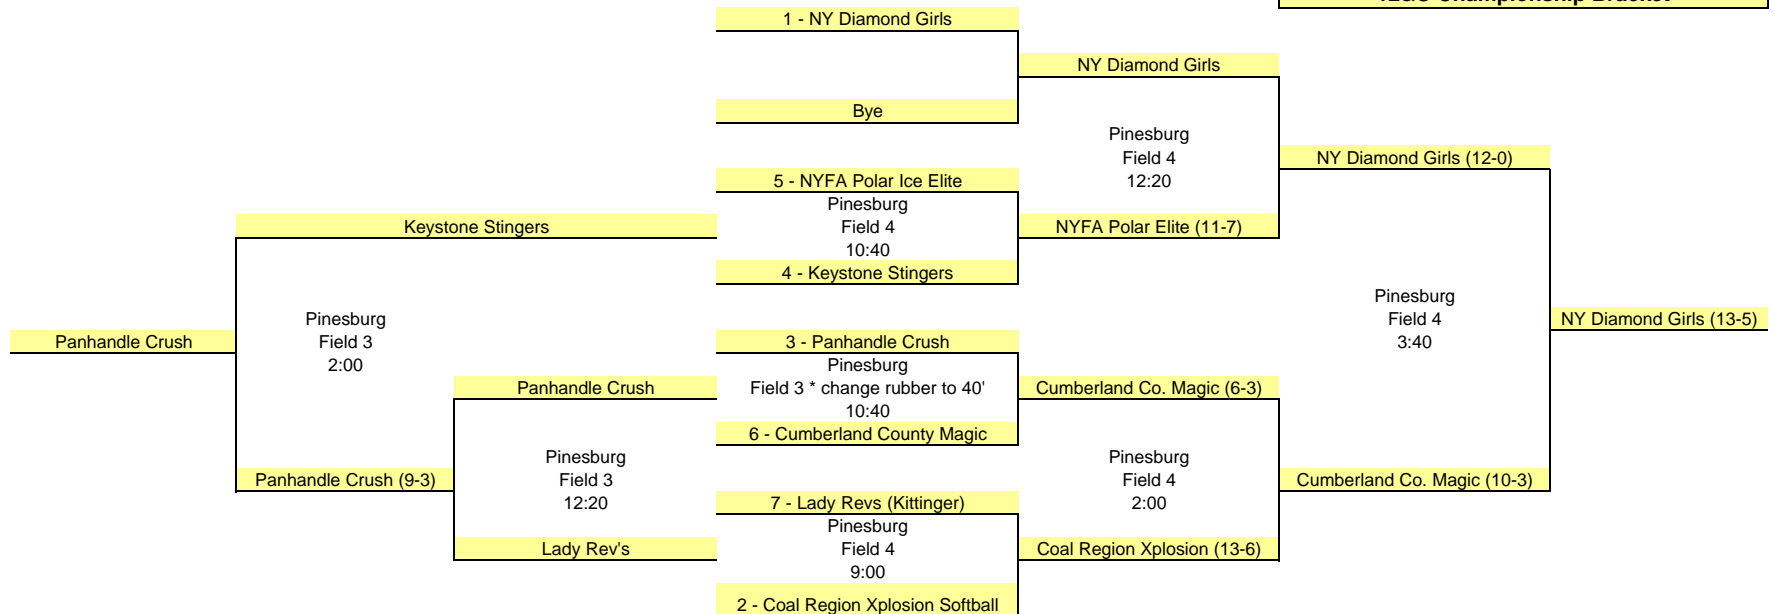 12U/C Championship Bracket
1 - NY Diamond Girls
NY Diamond Girls
Bye
Pinesburg
Field 4
12:20
NY Diamond Girls (12-0)
5 - NYFA Polar Ice Elite
Pinesburg
Field 4
10:40
Keystone Stingers
NYFA Polar Elite (11-7)
4 - Keystone Stingers
Pinesburg
Field 4
3:40
Pinesburg
Field 3
2:00
NY Diamond Girls (13-5)
Panhandle Crush
3 - Panhandle Crush
Pinesburg
Field 3 * change rubber to 40'
10:40
Panhandle Crush
Cumberland Co. Magic (6-3)
6 - Cumberland County Magic
Pinesburg
Field 3
12:20
Pinesburg
Field 4
2:00
Panhandle Crush (9-3)
Cumberland Co. Magic (10-3)
7 - Lady Revs (Kittinger)
Pinesburg
Field 4
9:00
Lady Rev's
Coal Region Xplosion (13-6)
2 - Coal Region Xplosion Softball